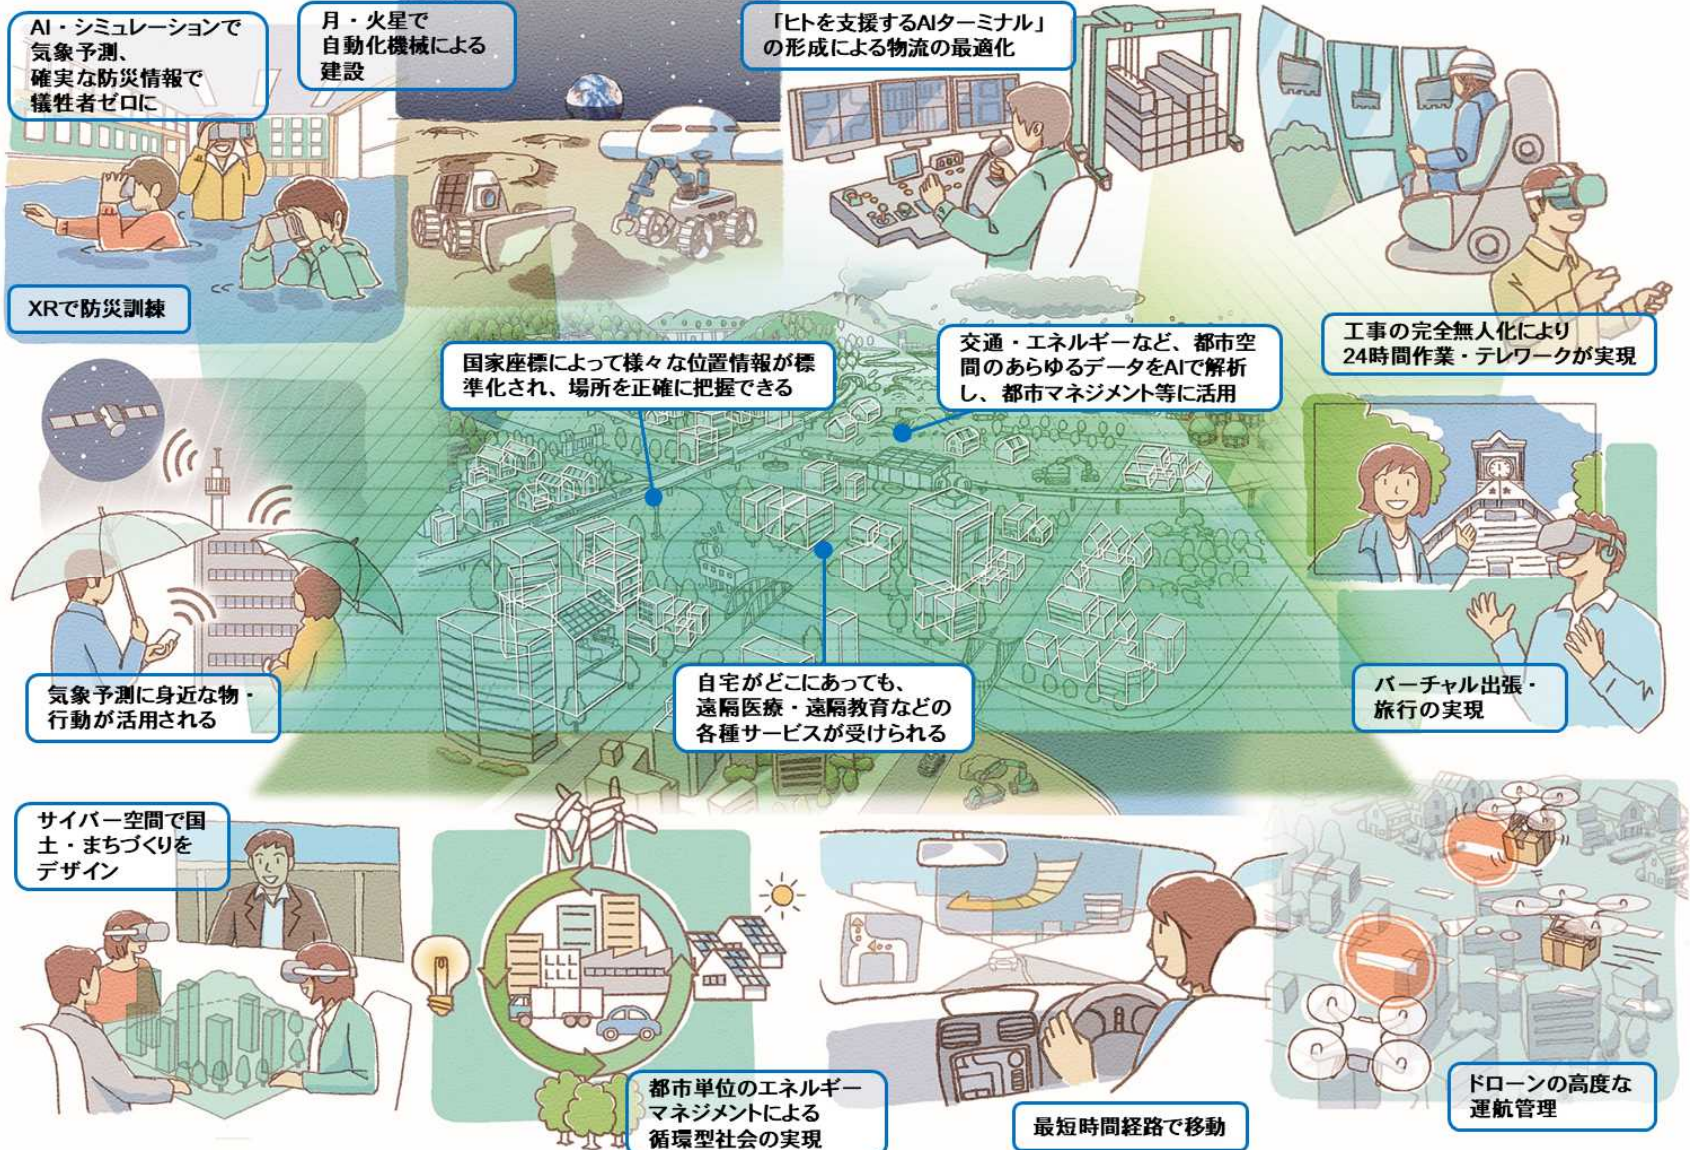 AI・シミュレーションで
気象予測、
確実な防災情報で
犠牲者ゼロに
月・火星で
自動化機械による
建設
「ヒトを支援するAIターミナル」
の形成による物流の最適化
XRで防災訓練
工事の完全無人化により
24時間作業・テレワークが実現
国家座標によって様々な位置情報が標
準化され、場所を正確に把握できる
交通・エネルギーなど、都市空
間のあらゆるデータをAIで解析
し、都市マネジメント等に活用
気象予測に身近な物・
行動が活用される
自宅がどこにあっても、
遠隔医療・遠隔教育などの
各種サービスが受けられる
バーチャル出張・
旅行の実現
サイバー空間で国
土・まちづくりを
デザイン
都市単位のエネルギー
マネジメントによる
循環型社会の実現
最短時間経路で移動
ドローンの高度な
運航管理